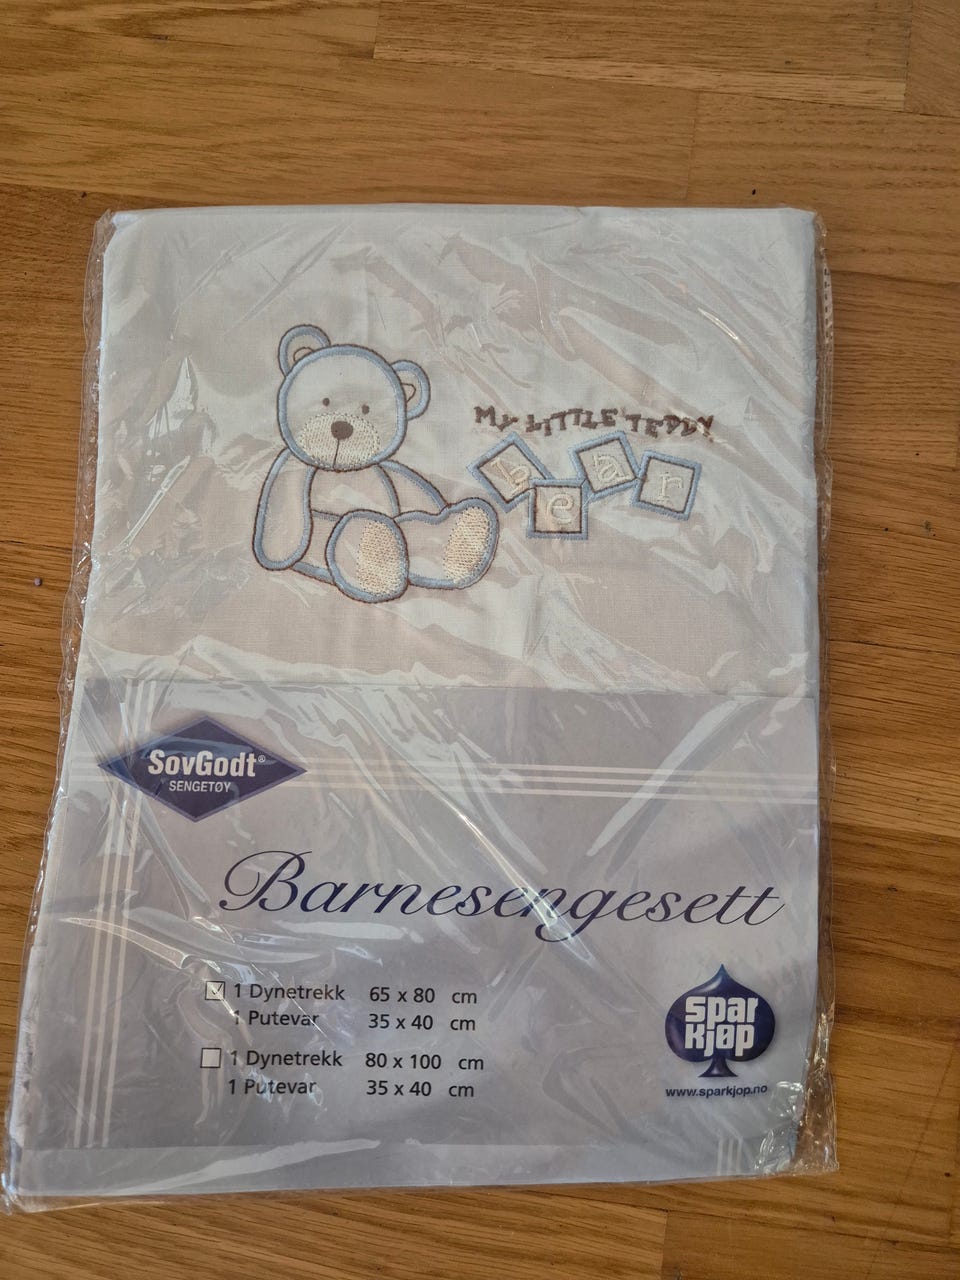 MY LITTLE TEDDY
bear
SovGodt®
SENGETØY
Barnesengesett
1 Dynetrekk 65 x 80 cm
1 Putevar 35 x 40 cm
1 Dynetrekk 80 x 100 cm
1 Putevar 35 x 40 cm
spar
kjøp
www.sparkjop.no